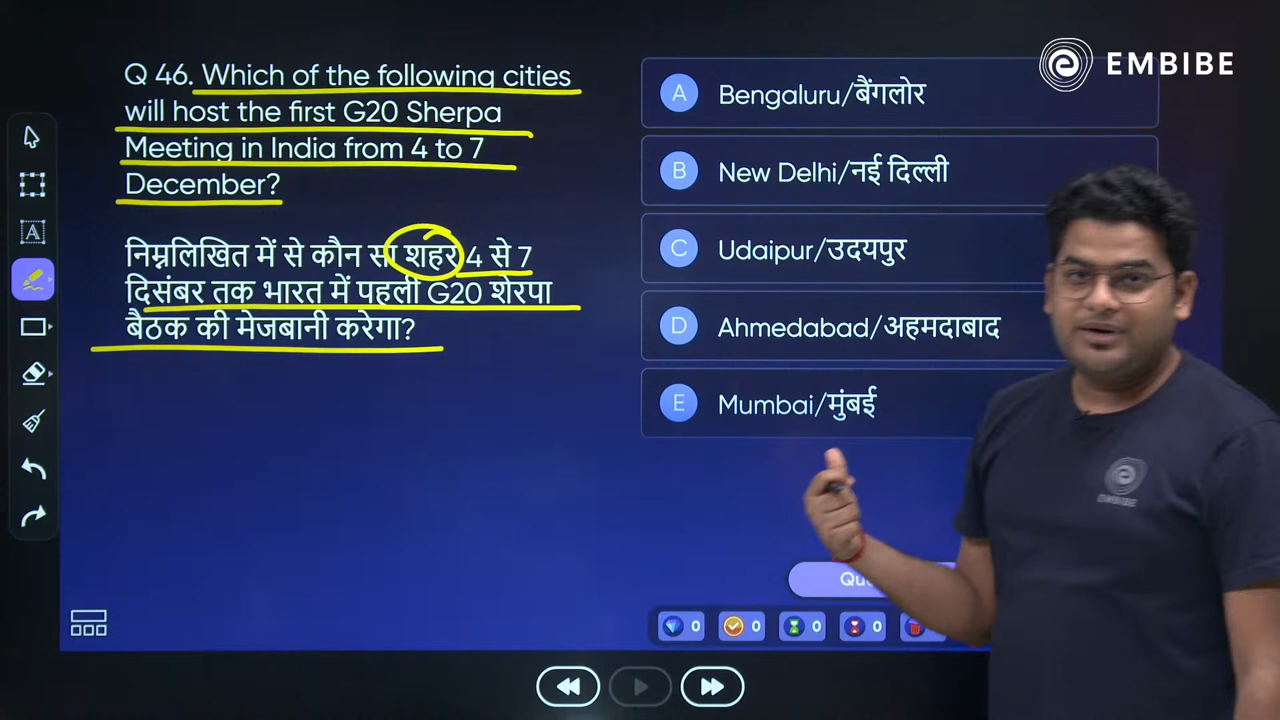 EMBIBE
Q 46. Which of the following cities
will host the first G20 Sherpa
Meeting in India from 4 to 7
December?
निम्नलिखित में से कौन सा शहर 4 से 7
दिसंबर तक भारत में पहली G20 शेरपा
बैठक की मेजबानी करेगा?
A Bengaluru/बैंगलोर
B New Delhi/नई दिल्ली
C Udaipur/उदयपुर
D Ahmedabad/अहमदाबाद
E Mumbai/मुंबई
A
EMBIBE
0 0 0 0